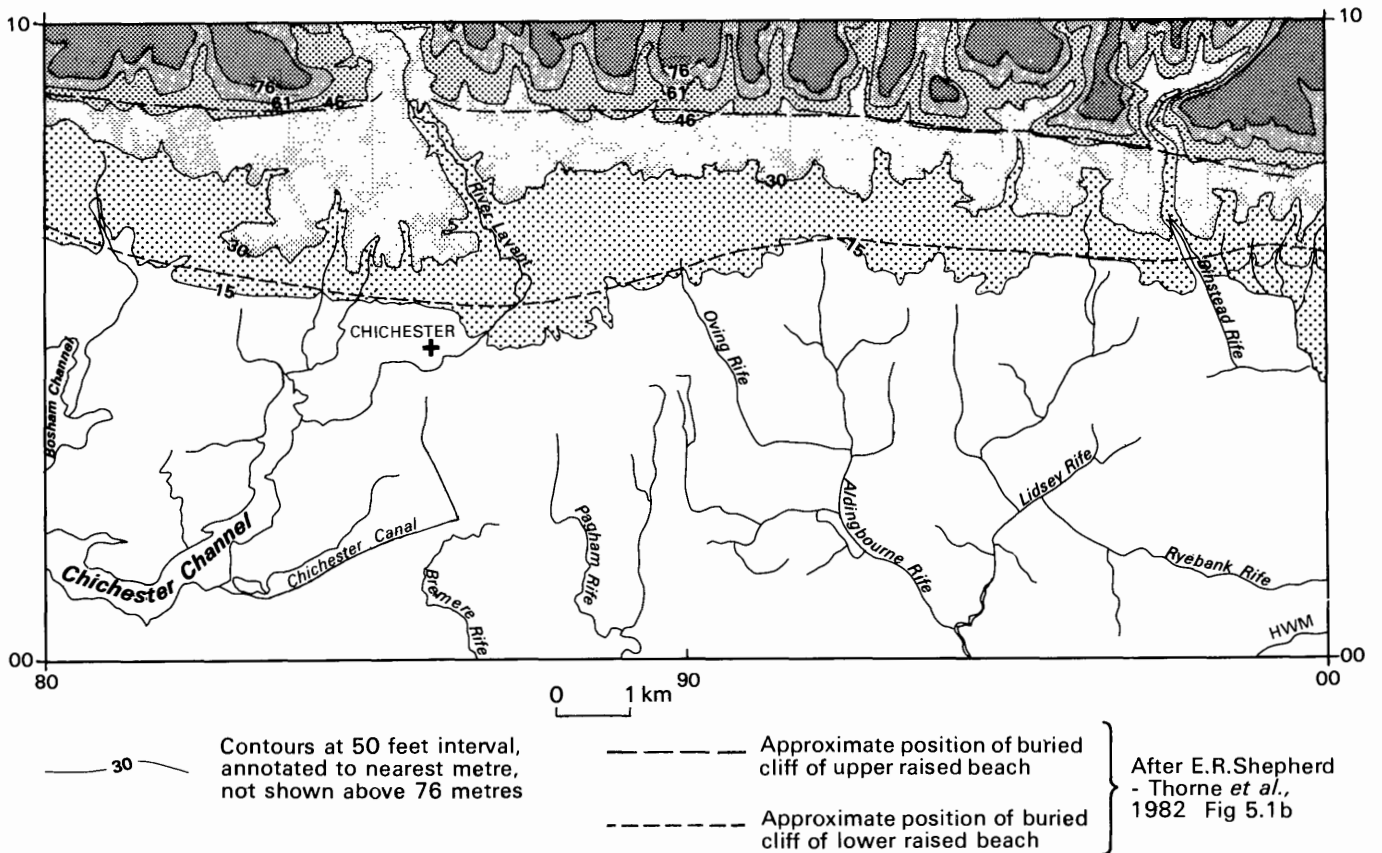 10
10
76
61
46
76
61
46
30
30
15
15
River Lavant
Binstead Rife
CHICHESTER
Oving Rife
Bosham Channel
Lidsey Rife
Aldingbourne Rife
Pagham Rife
Chichester Canal
Chichester Channel
Bremere Rife
Ryebank Rife
HWM
00
00
80
90
00
0 1 km
30
Contours at 50 feet interval,
annotated to nearest metre,
not shown above 76 metres
Approximate position of buried
cliff of upper raised beach
Approximate position of buried
cliff of lower raised beach
After E.R.Shepherd
- Thorne et al.,
1982 Fig 5.1b